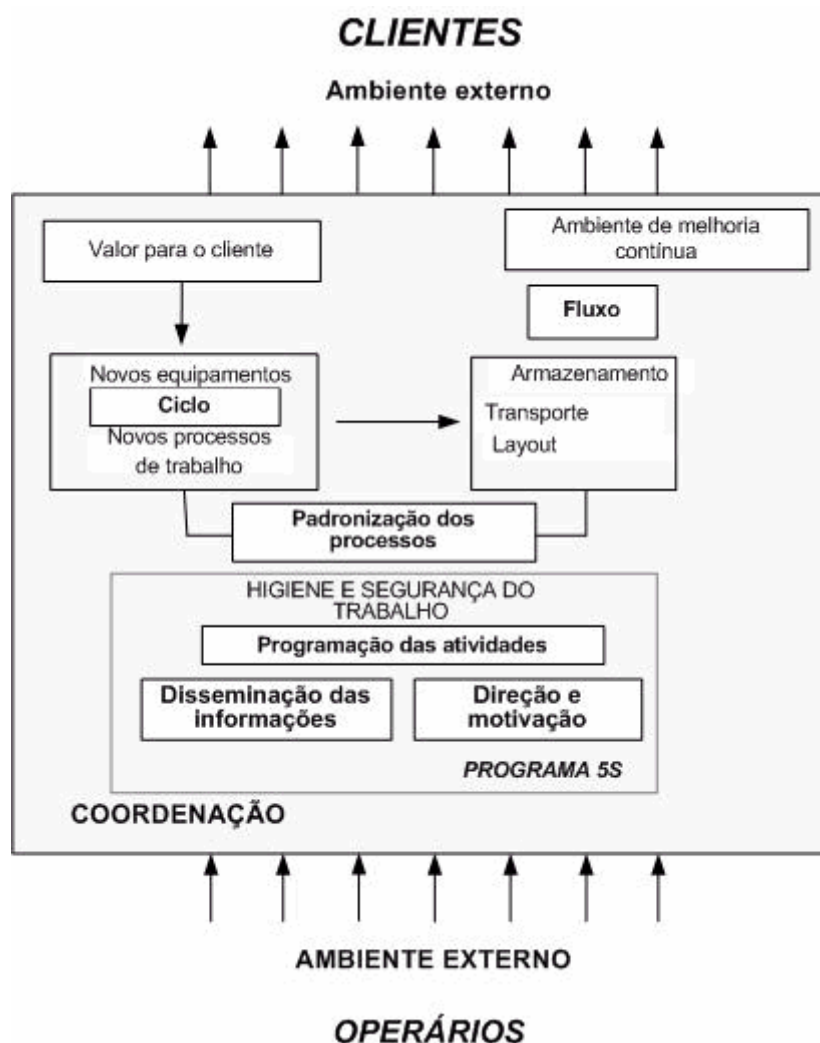 CLIENTES
Ambiente externo
Valor para o cliente
Ambiente de melhoria
contínua
Fluxo
Novos equipamentos
Ciclo
Novos processos
de trabalho
Armazenamento
Transporte
Layout
Padronização dos
processos
HIGIENE E SEGURANÇA DO
TRABALHO
Programação das atividades
Disseminação das
informações
Direção e
motivação
PROGRAMA 5S
COORDENAÇÃO
AMBIENTE EXTERNO
OPERÁRIOS